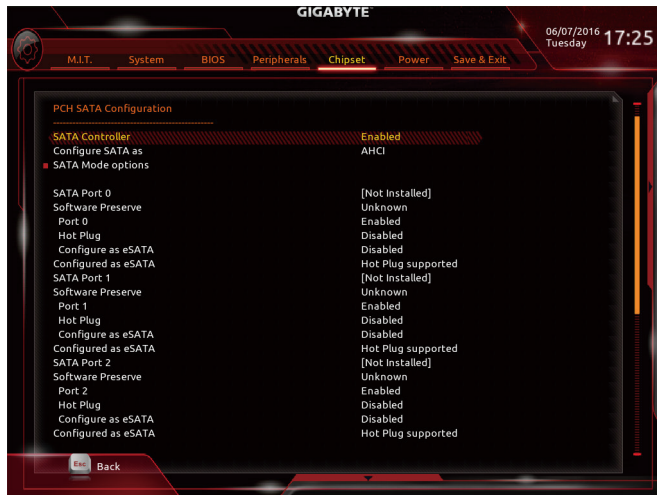 GIGABYTE
06/07/2016 17:25
Tuesday
M.I.T. System BIOS Peripherals Chipset Power Save & Exit
PCH SATA Configuration
SATA Controller Enabled
Configure SATA as AHCI
SATA Mode options
SATA Port 0 [Not Installed]
Software Preserve Unknown
Port 0 Enabled
Hot Plug Disabled
Configure as eSATA Disabled
Configured as eSATA Hot Plug supported
SATA Port 1 [Not Installed]
Software Preserve Unknown
Port 1 Enabled
Hot Plug Disabled
Configure as eSATA Disabled
Configured as eSATA Hot Plug supported
SATA Port 2 [Not Installed]
Software Preserve Unknown
Port 2 Enabled
Hot Plug Disabled
Configure as eSATA Disabled
Configured as eSATA Hot Plug supported
Esc Back